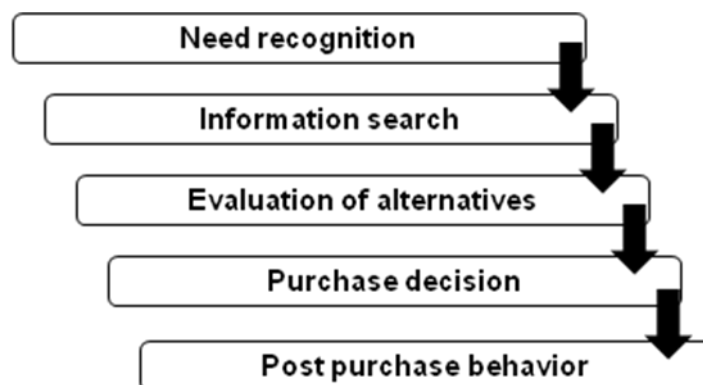 Need recognition
Information search
Evaluation of alternatives
Purchase decision
Post purchase behavior